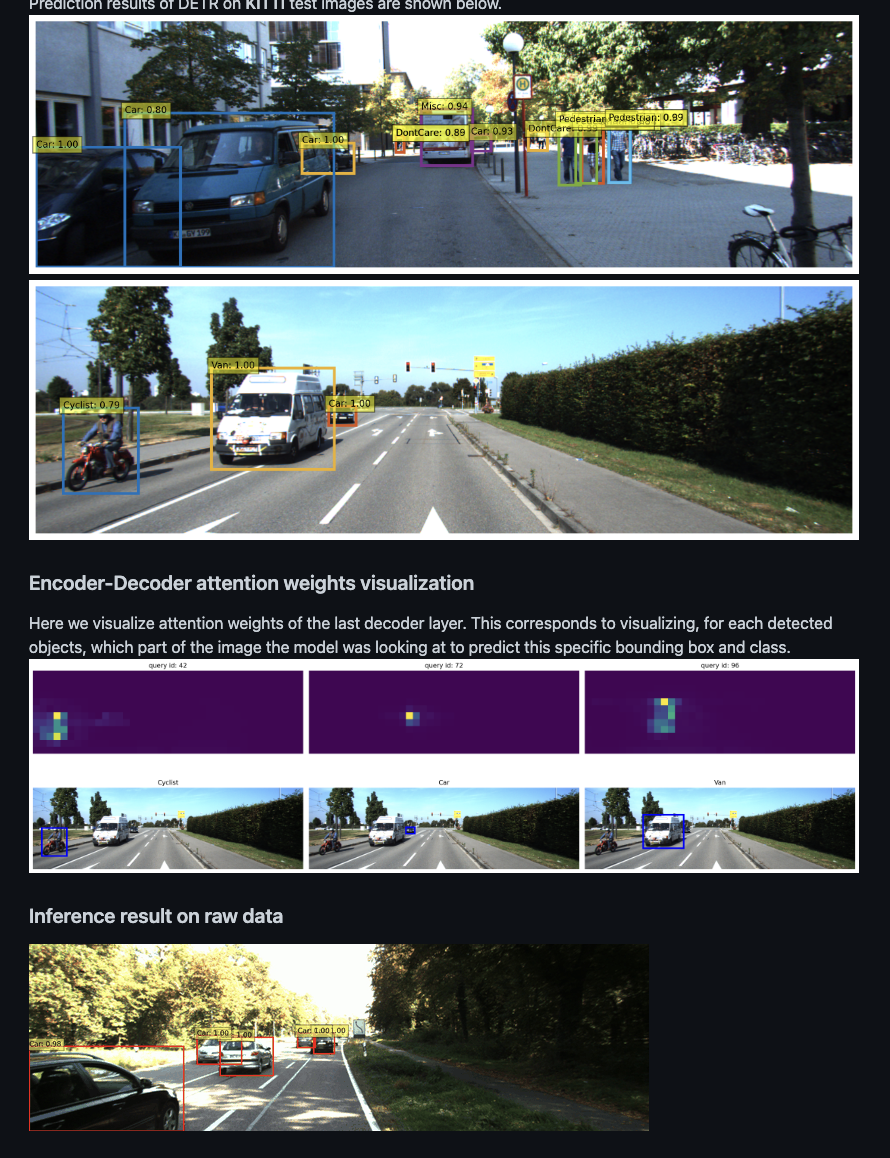 Prediction results of DETR on KITTI test images are shown below.
Car: 0.80
Misc: 0.94
Pedestrian: 0.99
DontCare: 0.89
Car: 0.93
DontCare:
Car: 1.00
Car: 1.00
H
Van: 1.00
Car: 1.00
Cyclist: 0.79
Encoder-Decoder attention weights visualization
Here we visualize attention weights of the last decoder layer. This corresponds to visualizing, for each detected
objects, which part of the image the model was looking at to predict this specific bounding box and class.
query id: 42
query id: 72
query id: 96
Cyclist
Car
Van
Inference result on raw data
Car: 1.00
1.00
Car: 1.00
1.00
Car: 0.98